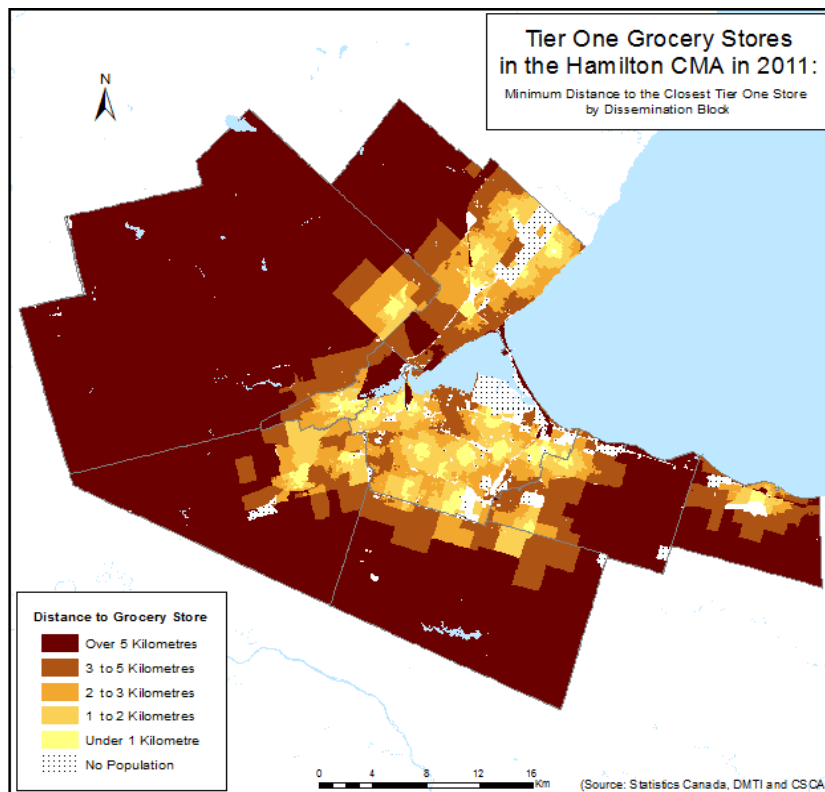 Tier One Grocery Stores
in the Hamilton CMA in 2011:
Minimum Distance to the Closest Tier One Store
by Dissemination Block
N
Distance to Grocery Store
Over 5 Kilometres
3 to 5 Kilometres
2 to 3 Kilometres
1 to 2 Kilometres
Under 1 Kilometre
No Population
0 4 8 12 16
Km
(Source: Statistics Canada, DMTI and CSCA